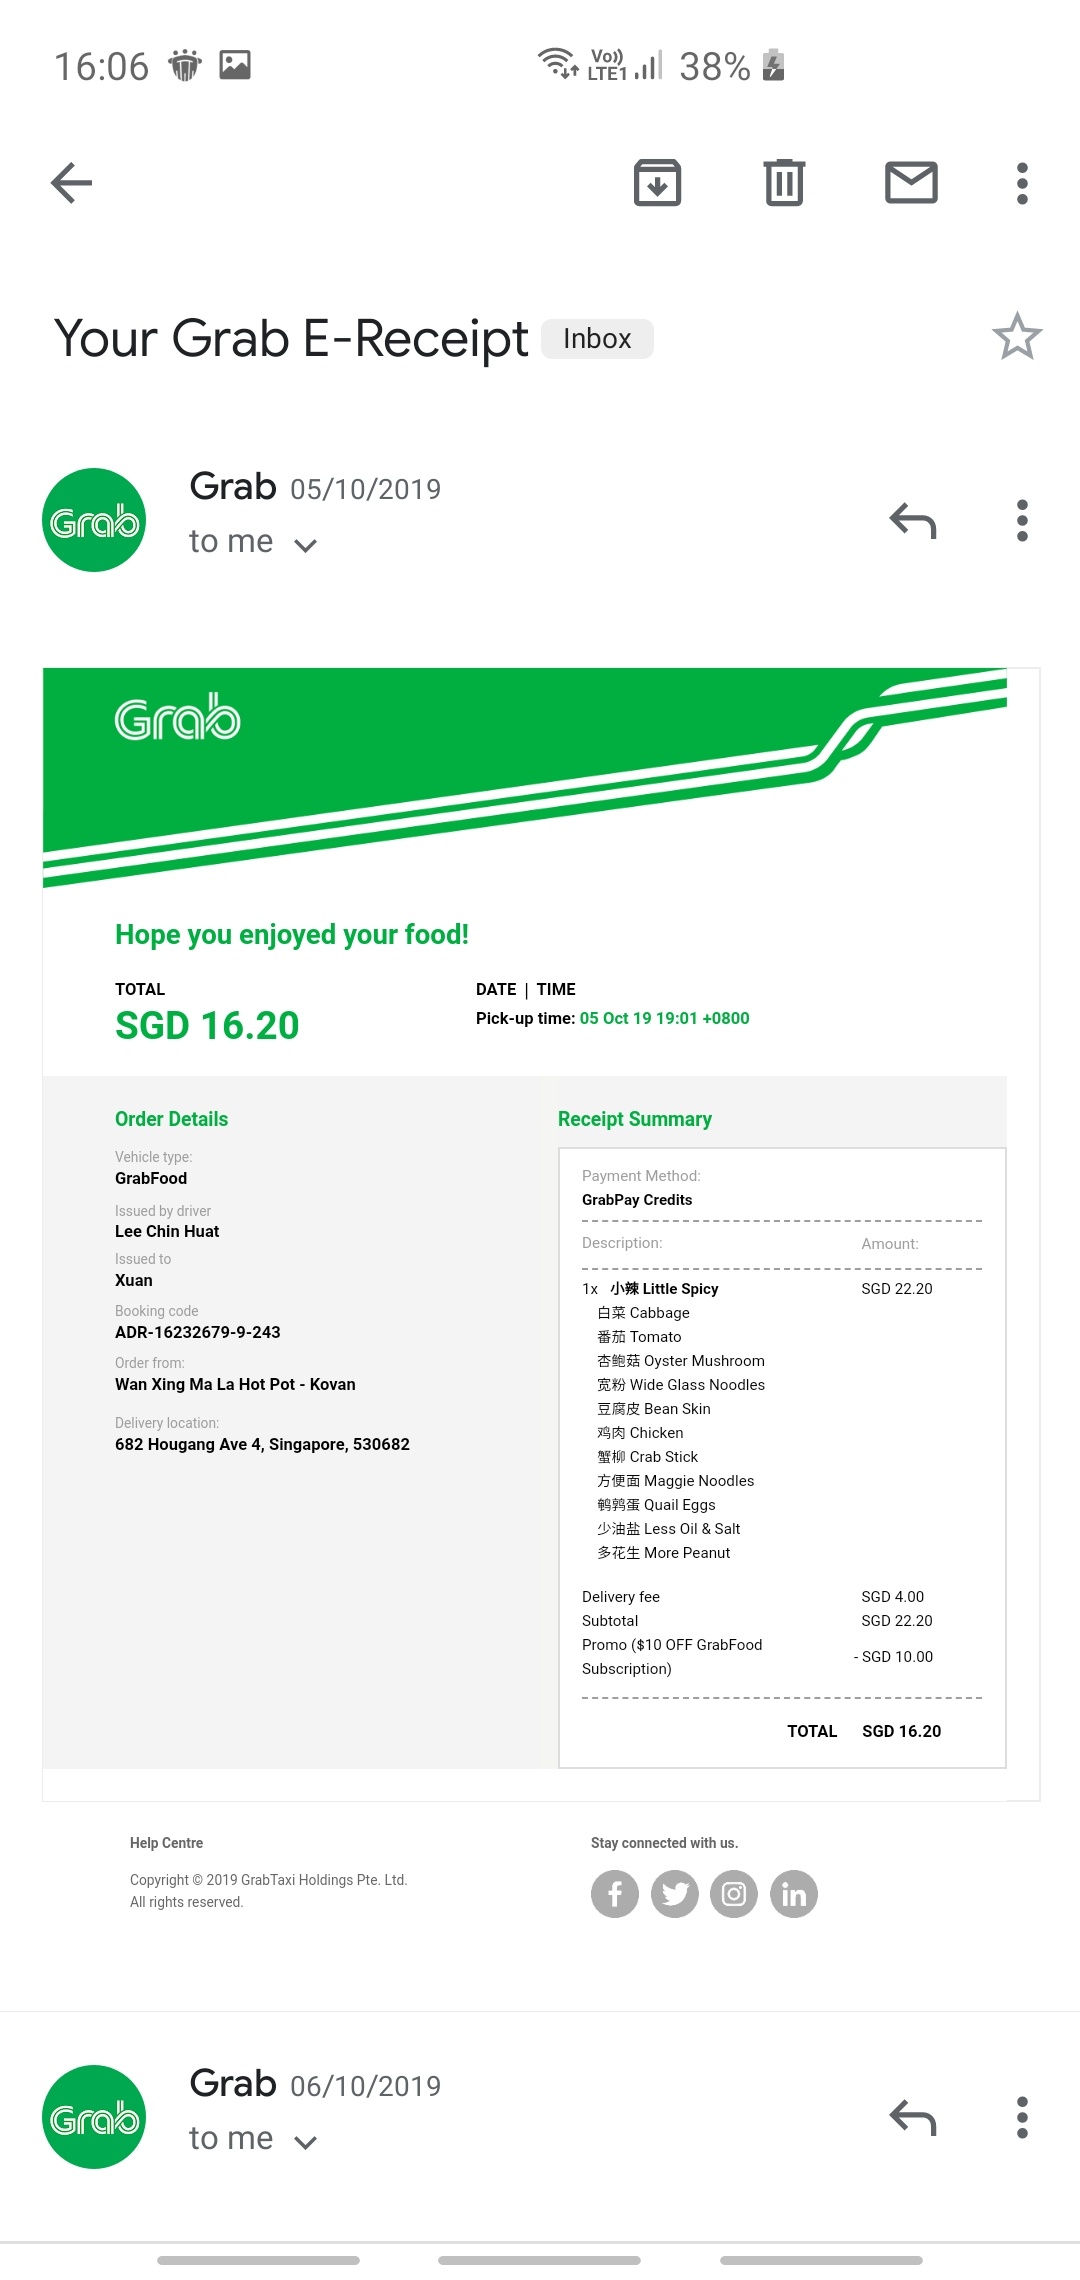 16:06
Vo)) LTE1 38%
Your Grab E-Receipt Inbox
Grab
Grab 05/10/2019
to me
Grab
Hope you enjoyed your food!
TOTAL
SGD 16.20
DATE | TIME
Pick-up time: 05 Oct 19 19:01 +0800
Order Details
Vehicle type:
GrabFood
Issued by driver
Lee Chin Huat
Issued to
Xuan
Booking code
ADR-16232679-9-243
Order from:
Wan Xing Ma La Hot Pot - Kovan
Delivery location:
682 Hougang Ave 4, Singapore, 530682
Receipt Summary
Payment Method:
GrabPay Credits
Description: Amount:
1x 小辣 Little Spicy SGD 22.20
白菜 Cabbage
番茄 Tomato
杏鲍菇 Oyster Mushroom
宽粉 Wide Glass Noodles
豆腐皮 Bean Skin
鸡肉 Chicken
蟹柳 Crab Stick
方便面 Maggie Noodles
鹌鹑蛋 Quail Eggs
少油盐 Less Oil & Salt
多花生 More Peanut
Delivery fee SGD 4.00
Subtotal SGD 22.20
Promo ($10 OFF GrabFood
Subscription) - SGD 10.00
TOTAL SGD 16.20
Help Centre
Copyright © 2019 GrabTaxi Holdings Pte. Ltd.
All rights reserved.
Stay connected with us.
Grab
Grab 06/10/2019
to me